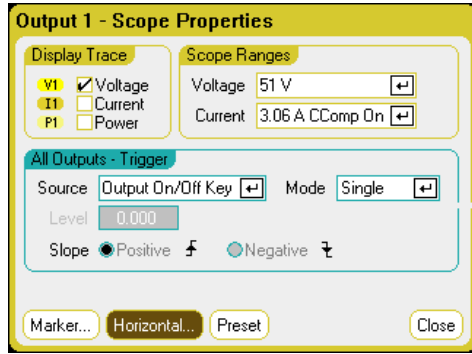 Output 1 - Scope Properties
Display Trace
V1 Voltage
I1 Current
P1 Power
Scope Ranges
Voltage 51 V
Current 3.06 A CComp On
All Outputs - Trigger
Source Output On/Off Key Mode Single
Level 0.000
Slope Positive Negative
Marker... Horizontal... Preset Close